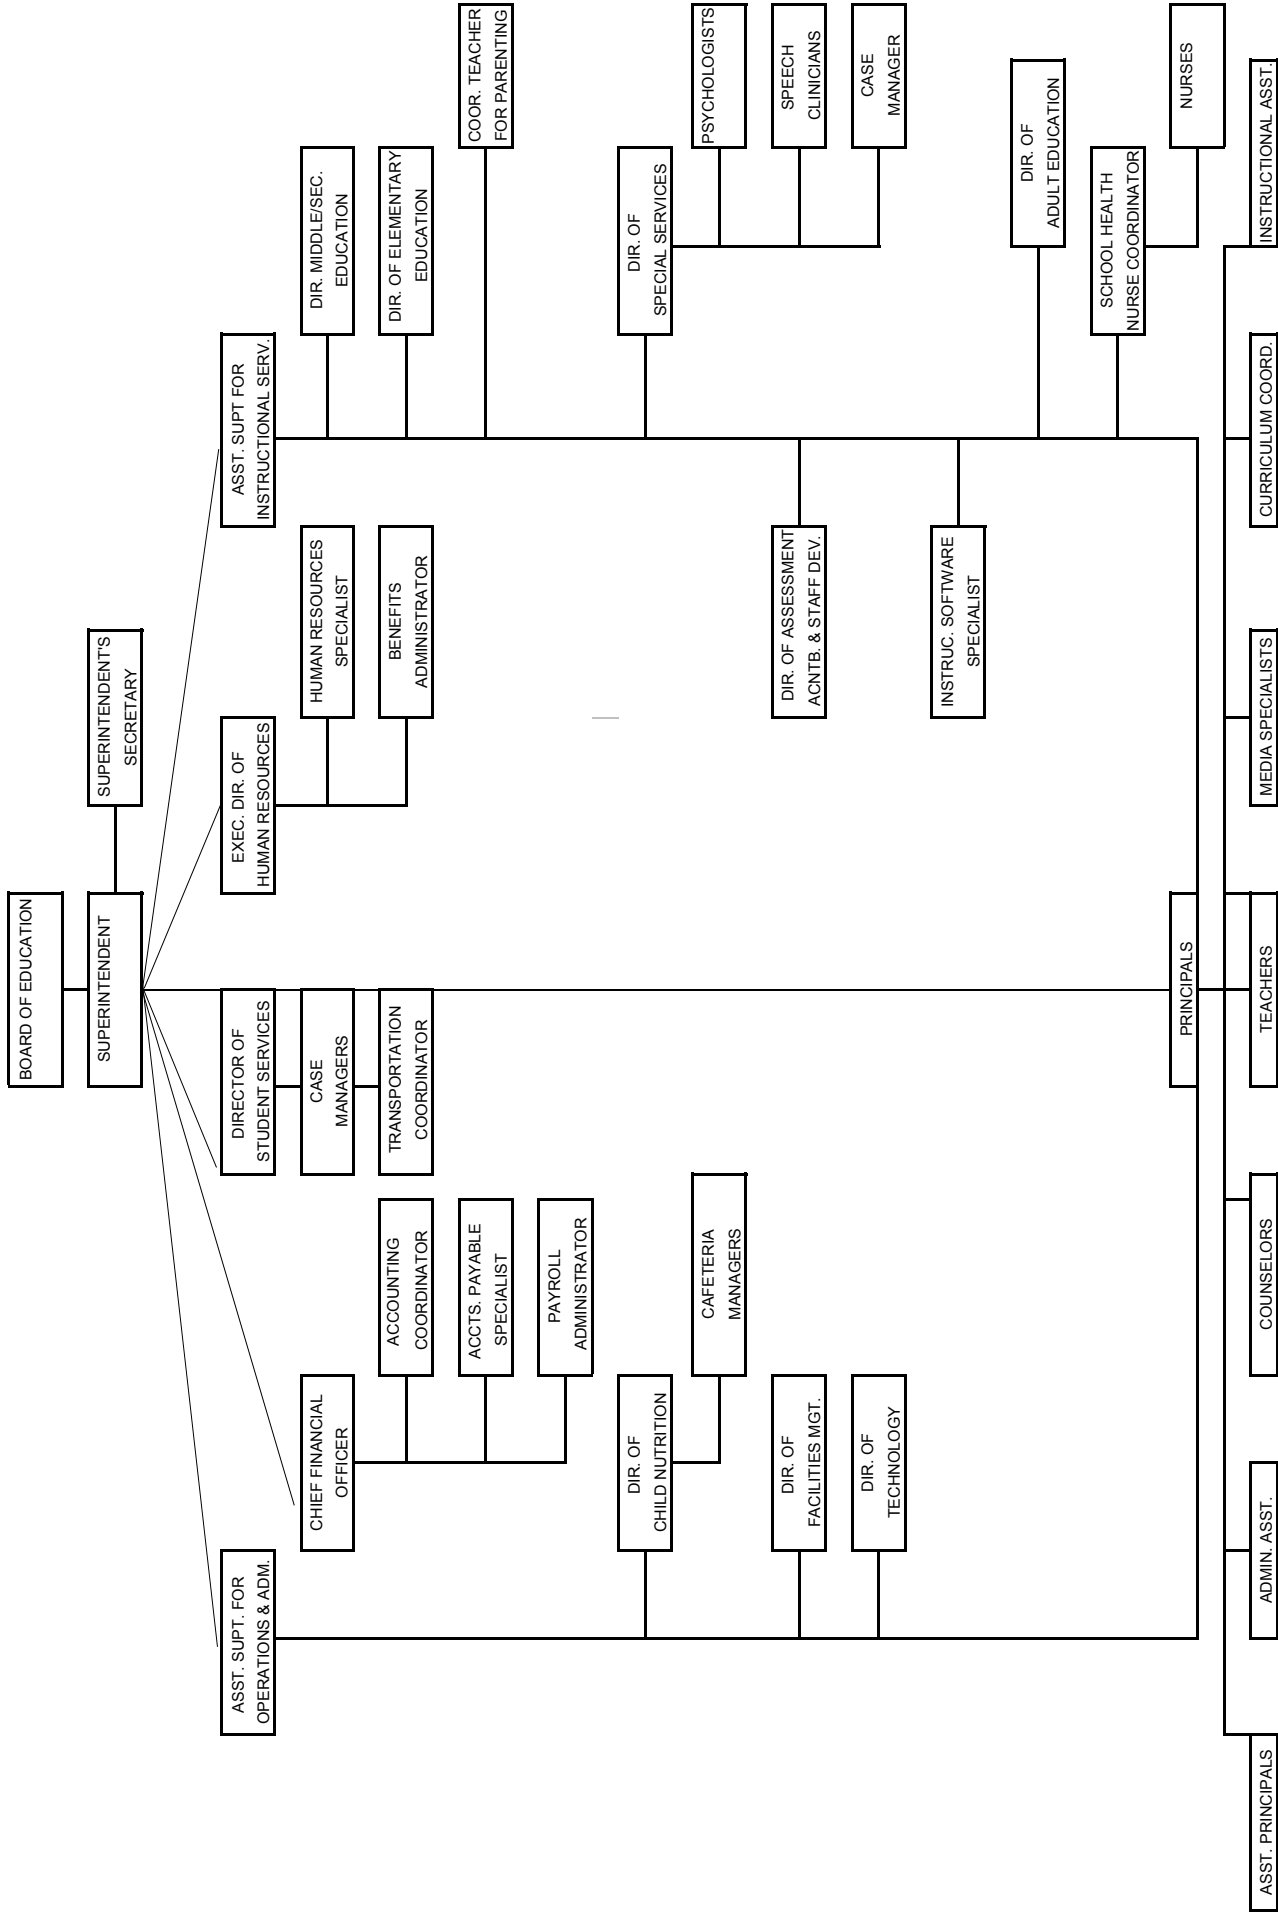 BOARD OF EDUCATION
SUPERINTENDENT
SUPERINTENDENT'S
SECRETARY
ASST. SUPT. FOR
OPERATIONS & ADM.
DIRECTOR OF
STUDENT SERVICES
EXEC. DIR. OF
HUMAN RESOURCES
ASST. SUPT FOR
INSTRUCTIONAL SERV.
CHIEF FINANCIAL
OFFICER
CASE
MANAGERS
HUMAN RESOURCES
SPECIALIST
DIR. MIDDLE/SEC.
EDUCATION
ACCOUNTING
COORDINATOR
TRANSPORTATION
COORDINATOR
BENEFITS
ADMINISTRATOR
DIR. OF ELEMENTARY
EDUCATION
ACCTS. PAYABLE
SPECIALIST
COOR. TEACHER
FOR PARENTING
PAYROLL
ADMINISTRATOR
DIR. OF
CHILD NUTRITION
DIR. OF
SPECIAL SERVICES
CAFETERIA
MANAGERS
PSYCHOLOGISTS
DIR. OF
FACILITIES MGT.
DIR. OF ASSESSMENT
ACNTB. & STAFF DEV.
SPEECH
CLINICIANS
DIR. OF
TECHNOLOGY
CASE
MANAGER
INSTRUC. SOFTWARE
SPECIALIST
DIR. OF
ADULT EDUCATION
SCHOOL HEALTH
NURSE COORDINATOR
PRINCIPALS
NURSES
ASST. PRINCIPALS
ADMIN. ASST.
COUNSELORS
TEACHERS
MEDIA SPECIALISTS
CURRICULUM COORD.
INSTRUCTIONAL ASST.